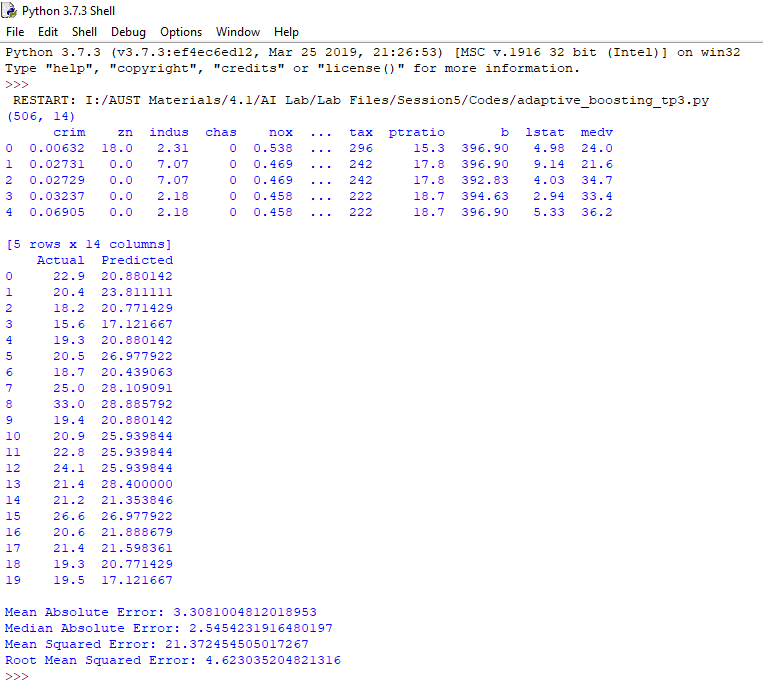 Python 3.7.3 Shell
File Edit Shell Debug Options Window Help
Python 3.7.3 (v3.7.3:ef4ec6ed12, Mar 25 2019, 21:26:53) [MSC v.1916 32 bit (Intel)] on win32
Type "help", "copyright", "credits" or "license()" for more information.
>>>
 RESTART: I:/AUST Materials/4.1/AI Lab/Lab Files/Session5/Codes/adaptive_boosting_tp3.py
(506, 14)
      crim    zn  indus  chas    nox  ...  tax  ptratio       b  lstat  medv
0  0.00632  18.0   2.31     0  0.538  ...  296     15.3  396.90   4.98  24.0
1  0.02731   0.0   7.07     0  0.469  ...  242     17.8  396.90   9.14  21.6
2  0.02729   0.0   7.07     0  0.469  ...  242     17.8  392.83   4.03  34.7
3  0.03237   0.0   2.18     0  0.458  ...  222     18.7  394.63   2.94  33.4
4  0.06905   0.0   2.18     0  0.458  ...  222     18.7  396.90   5.33  36.2
[5 rows x 14 columns]
    Actual  Predicted
0     22.9  20.880142
1     20.4  23.811111
2     18.2  20.771429
3     15.6  17.121667
4     19.3  20.880142
5     20.5  26.977922
6     18.7  20.439063
7     25.0  28.109091
8     33.0  28.885792
9     19.4  20.880142
10    20.9  25.939844
11    22.8  25.939844
12    24.1  25.939844
13    21.4  28.400000
14    21.2  21.353846
15    26.6  26.977922
16    20.6  21.888679
17    21.4  21.598361
18    19.3  20.771429
19    19.5  17.121667
Mean Absolute Error: 3.3081004812018953
Median Absolute Error: 2.5454231916480197
Mean Squared Error: 21.372454505017267
Root Mean Squared Error: 4.623035204821316
>>>